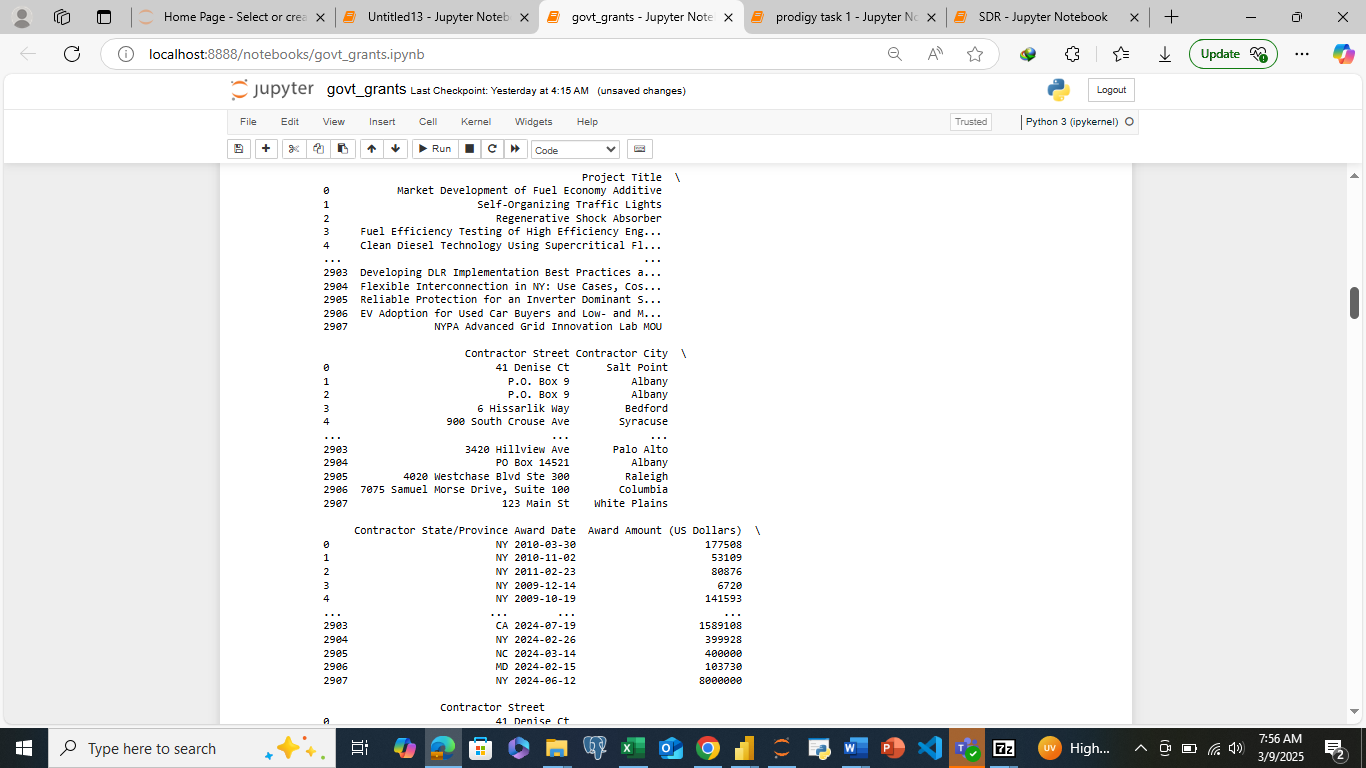 Home Page - Select or crea
Untitled13 - Jupyter Noteb
govt_grants - Jupyter Note
prodigy task 1 - Jupyter No
SDR - Jupyter Notebook
localhost:8888/notebooks/govt_grants.ipynb
Update
jupyter govt_grants Last Checkpoint: Yesterday at 4:15 AM (unsaved changes)
Logout
File Edit View Insert Cell Kernel Widgets Help
Trusted
Python 3 (ipykernel)
Run
Code
Project Title \
0 Market Development of Fuel Economy Additive
1 Self-Organizing Traffic Lights
2 Regenerative Shock Absorber
3 Fuel Efficiency Testing of High Efficiency Eng...
4 Clean Diesel Technology Using Supercritical Fl...
... ...
2903 Developing DLR Implementation Best Practices a...
2904 Flexible Interconnection in NY: Use Cases, Cos...
2905 Reliable Protection for an Inverter Dominant S...
2906 EV Adoption for Used Car Buyers and Low- and M...
2907 NYPA Advanced Grid Innovation Lab MOU
Contractor Street Contractor City \
0 41 Denise Ct Salt Point
1 P.O. Box 9 Albany
2 P.O. Box 9 Albany
3 6 Hissarlik Way Bedford
4 900 South Crouse Ave Syracuse
... ... ...
2903 3420 Hillview Ave Palo Alto
2904 PO Box 14521 Albany
2905 4020 Westchase Blvd Ste 300 Raleigh
2906 7075 Samuel Morse Drive, Suite 100 Columbia
2907 123 Main St White Plains
Contractor State/Province Award Date Award Amount (US Dollars) \
0 NY 2010-03-30 177508
1 NY 2010-11-02 53109
2 NY 2011-02-23 80876
3 NY 2009-12-14 6720
4 NY 2009-10-19 141593
... ... ... ...
2903 CA 2024-07-19 1589108
2904 NY 2024-02-26 399928
2905 NC 2024-03-14 400000
2906 MD 2024-02-15 103730
2907 NY 2024-06-12 8000000
Contractor Street
0 41 Denise Ct
Type here to search
UV
High...
7:56 AM
3/9/2025
2